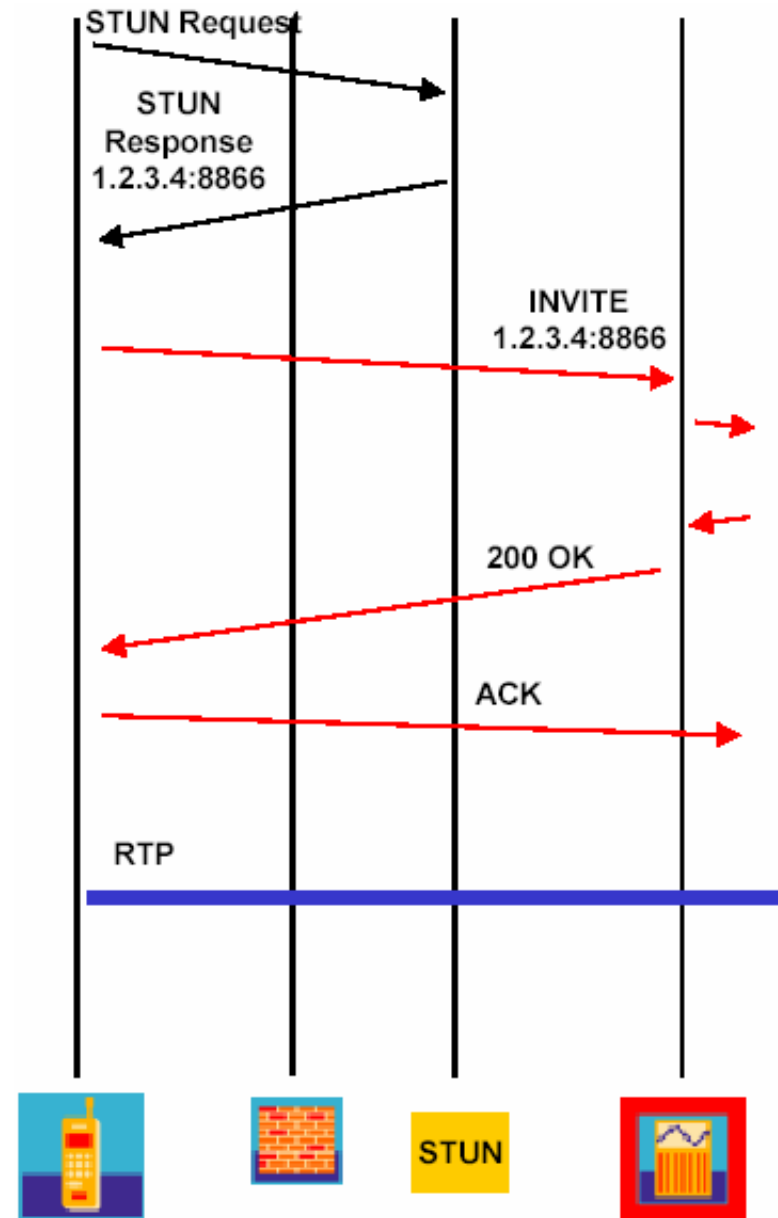 STUN Request
STUN
Response
1.2.3.4:8866
INVITE
1.2.3.4:8866
200 OK
ACK
RTP
STUN